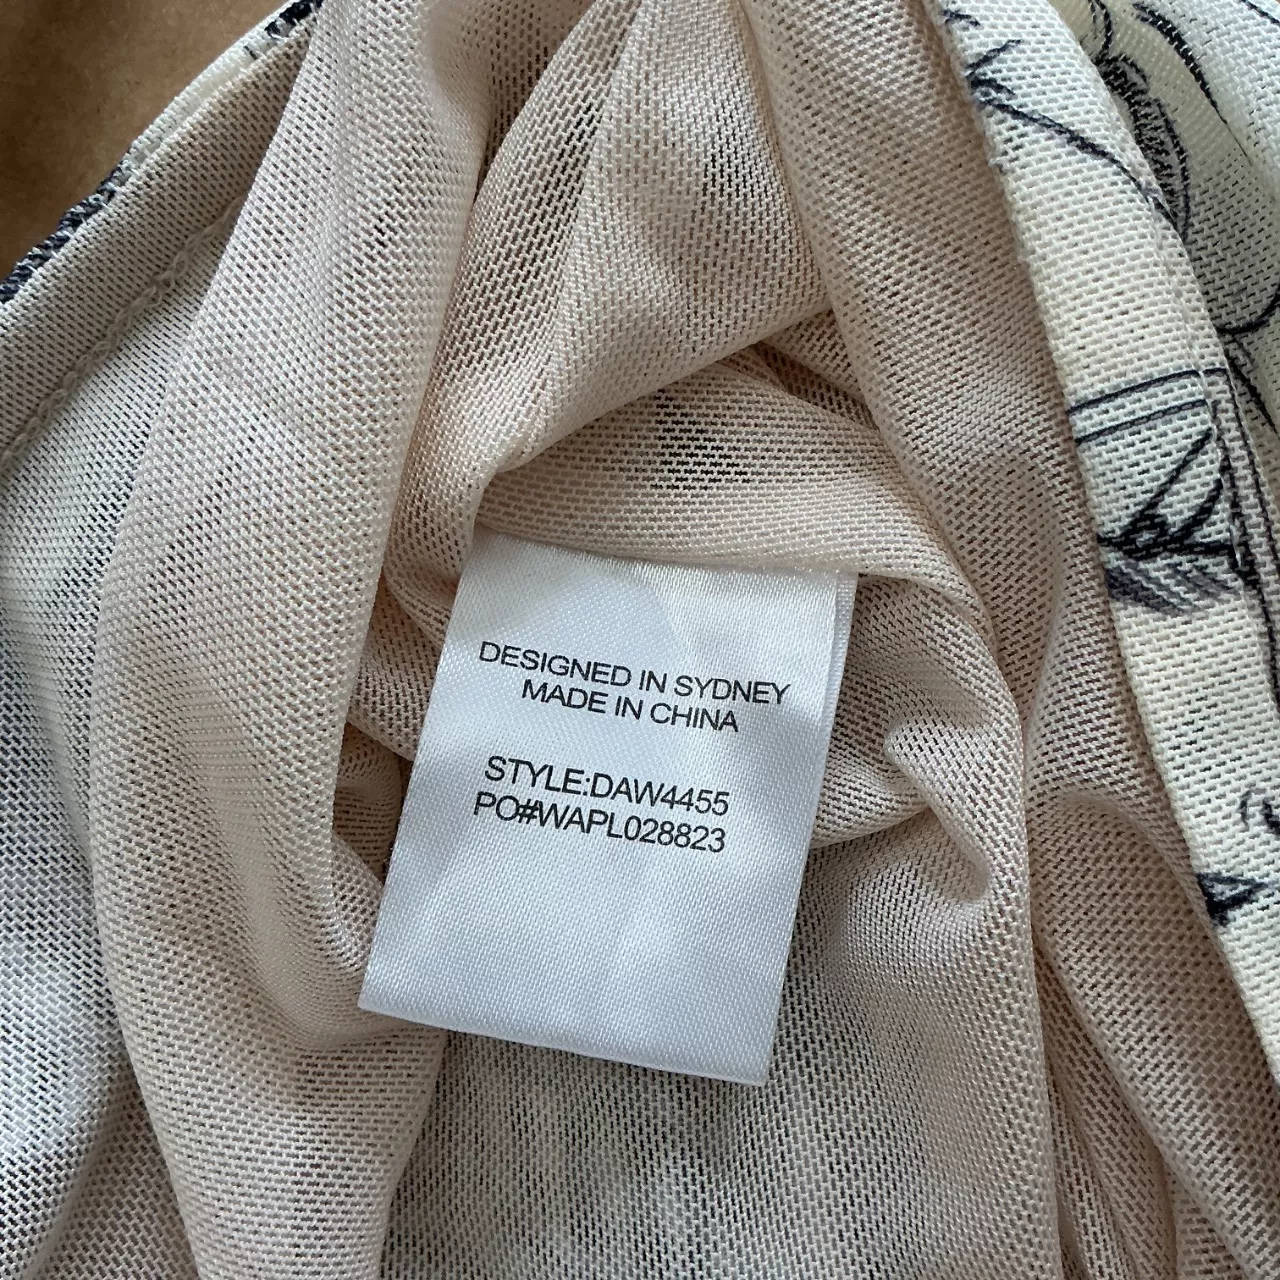 DESIGNED IN SYDNEY
MADE IN CHINA
STYLE:DAW4455
PO#WAPL028823